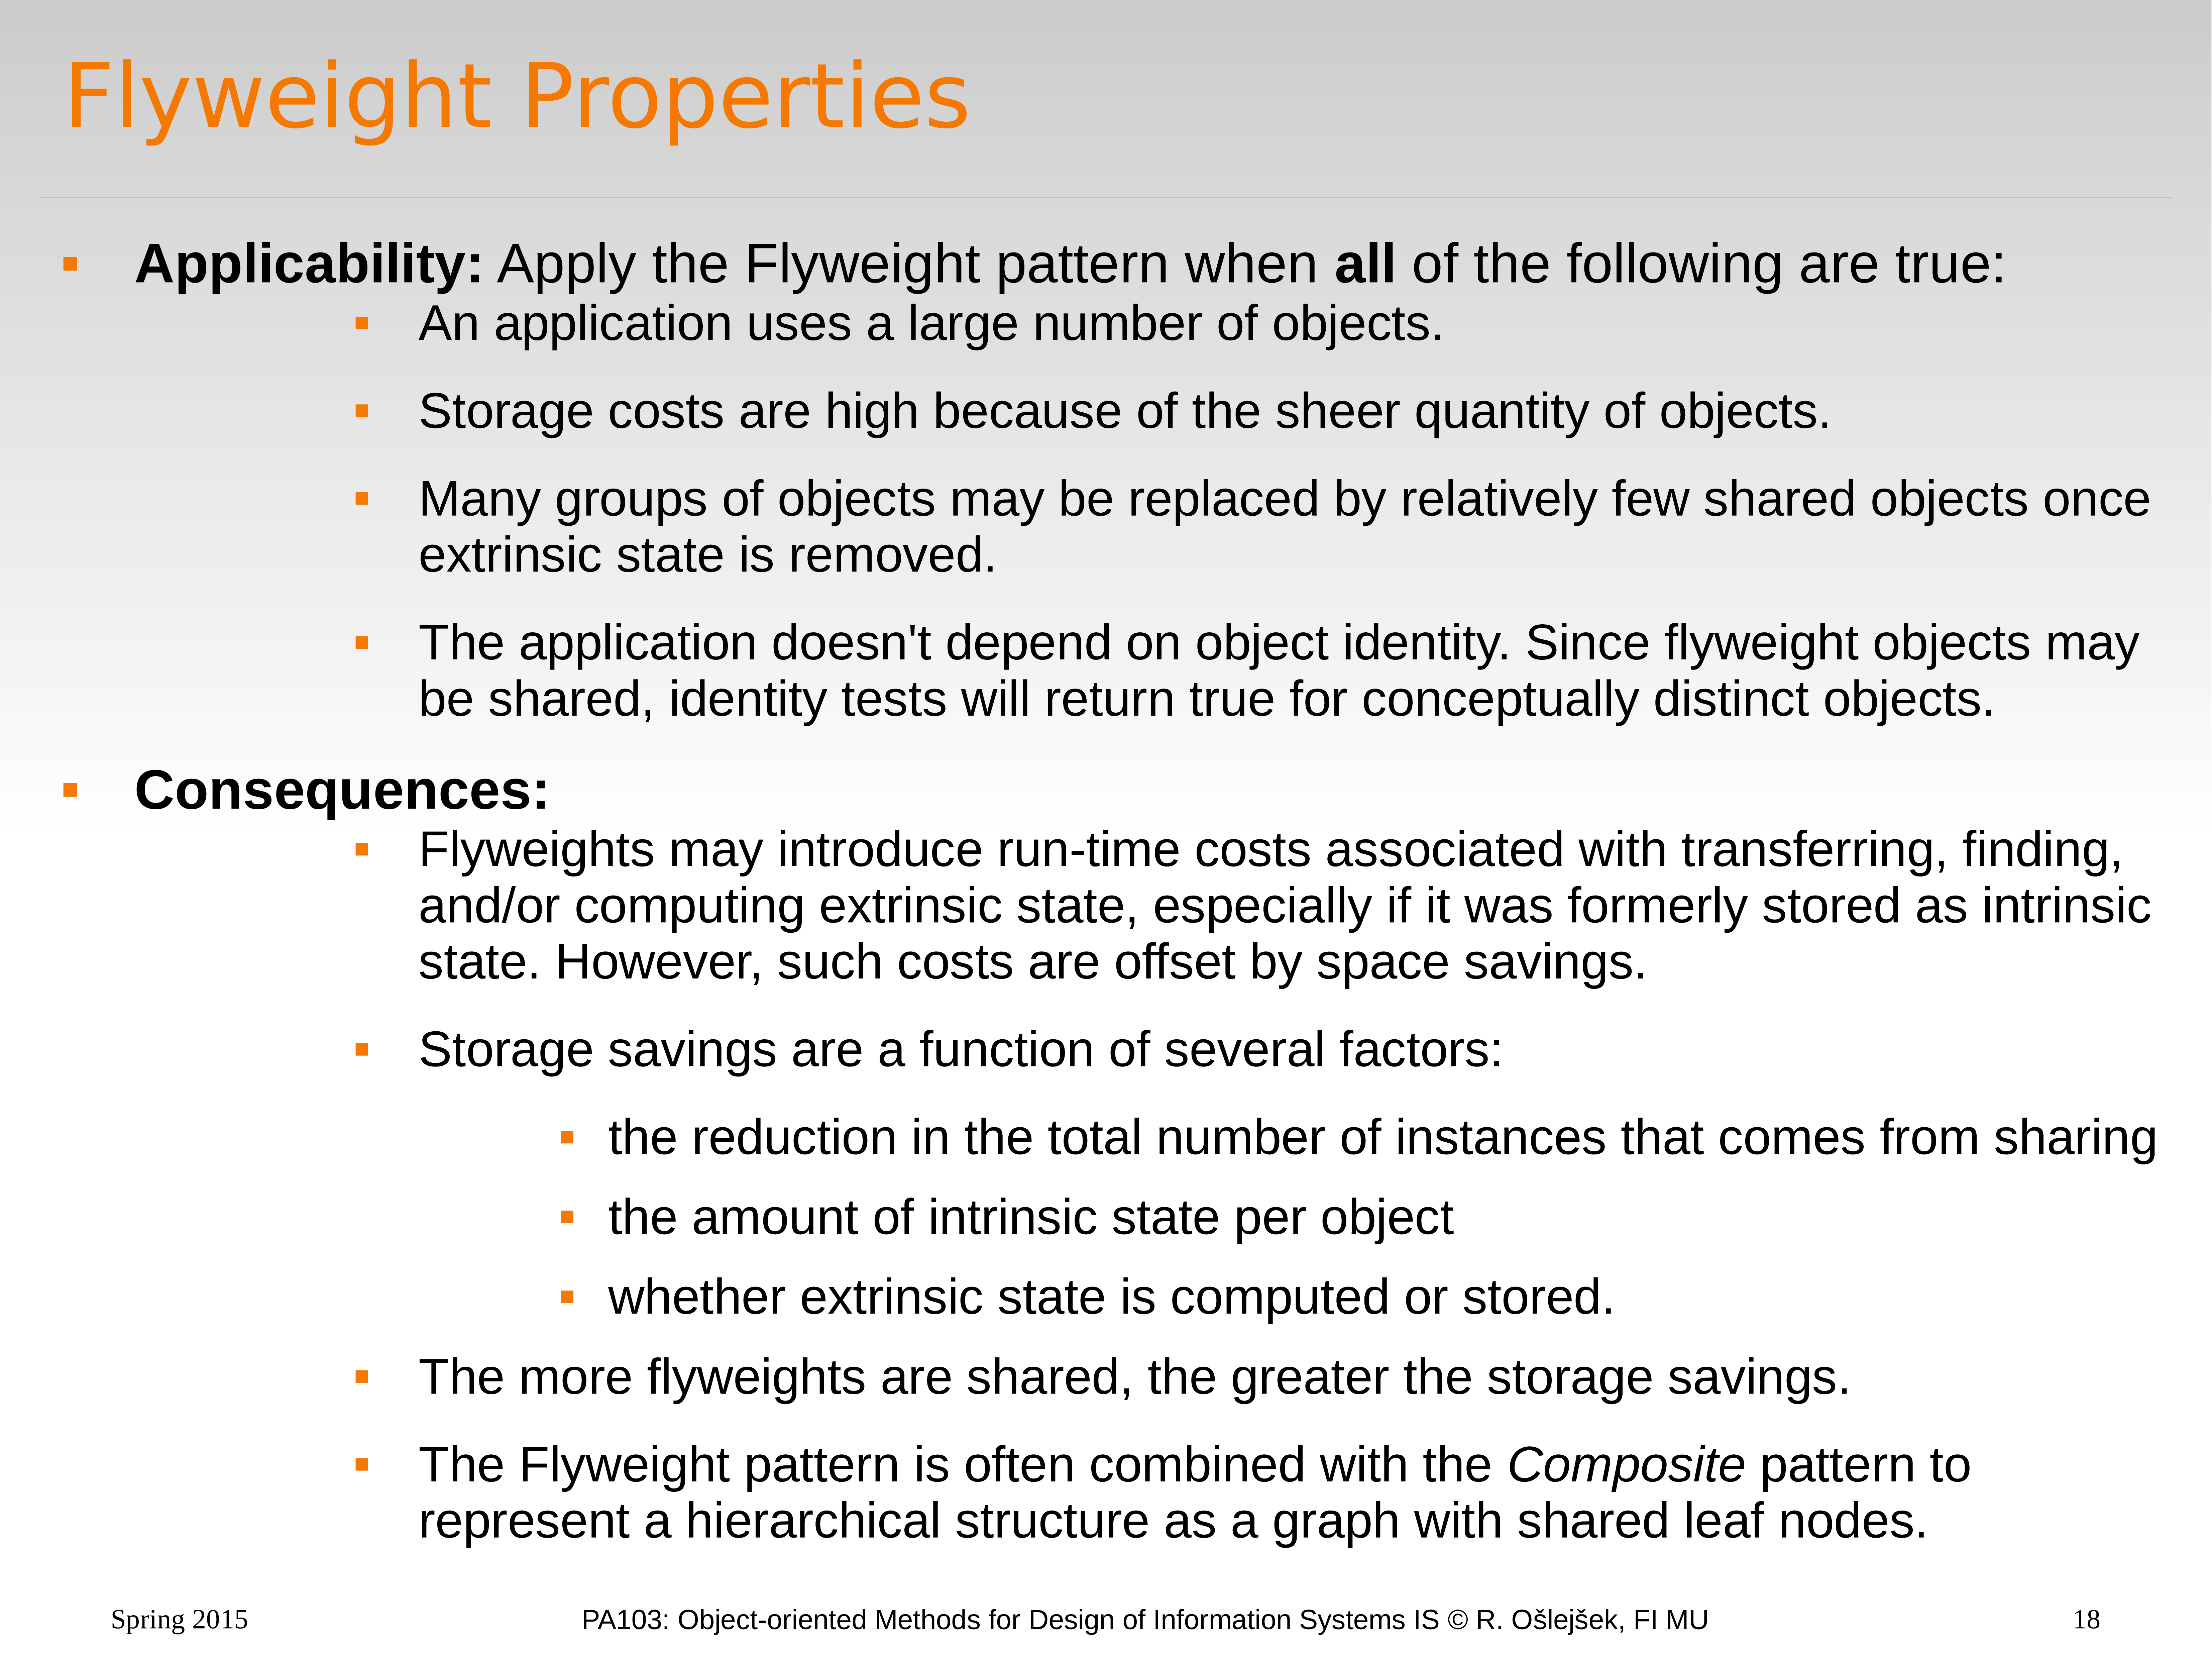 Flyweight Properties
Applicability: Apply the Flyweight pattern when all of the following are true:
An application uses a large number of objects.
Storage costs are high because of the sheer quantity of objects.
Many groups of objects may be replaced by relatively few shared objects once
extrinsic state is removed.
The application doesn't depend on object identity. Since flyweight objects may
be shared, identity tests will return true for conceptually distinct objects.
Consequences:
Flyweights may introduce run-time costs associated with transferring, finding,
and/or computing extrinsic state, especially if it was formerly stored as intrinsic
state. However, such costs are offset by space savings.
Storage savings are a function of several factors:
the reduction in the total number of instances that comes from sharing
the amount of intrinsic state per object
whether extrinsic state is computed or stored.
The more flyweights are shared, the greater the storage savings.
The Flyweight pattern is often combined with the Composite pattern to
represent a hierarchical structure as a graph with shared leaf nodes.
Spring 2015 PA103: Object-oriented Methods for Design of Information Systems IS © R. Ošlejšek, FI MU 18